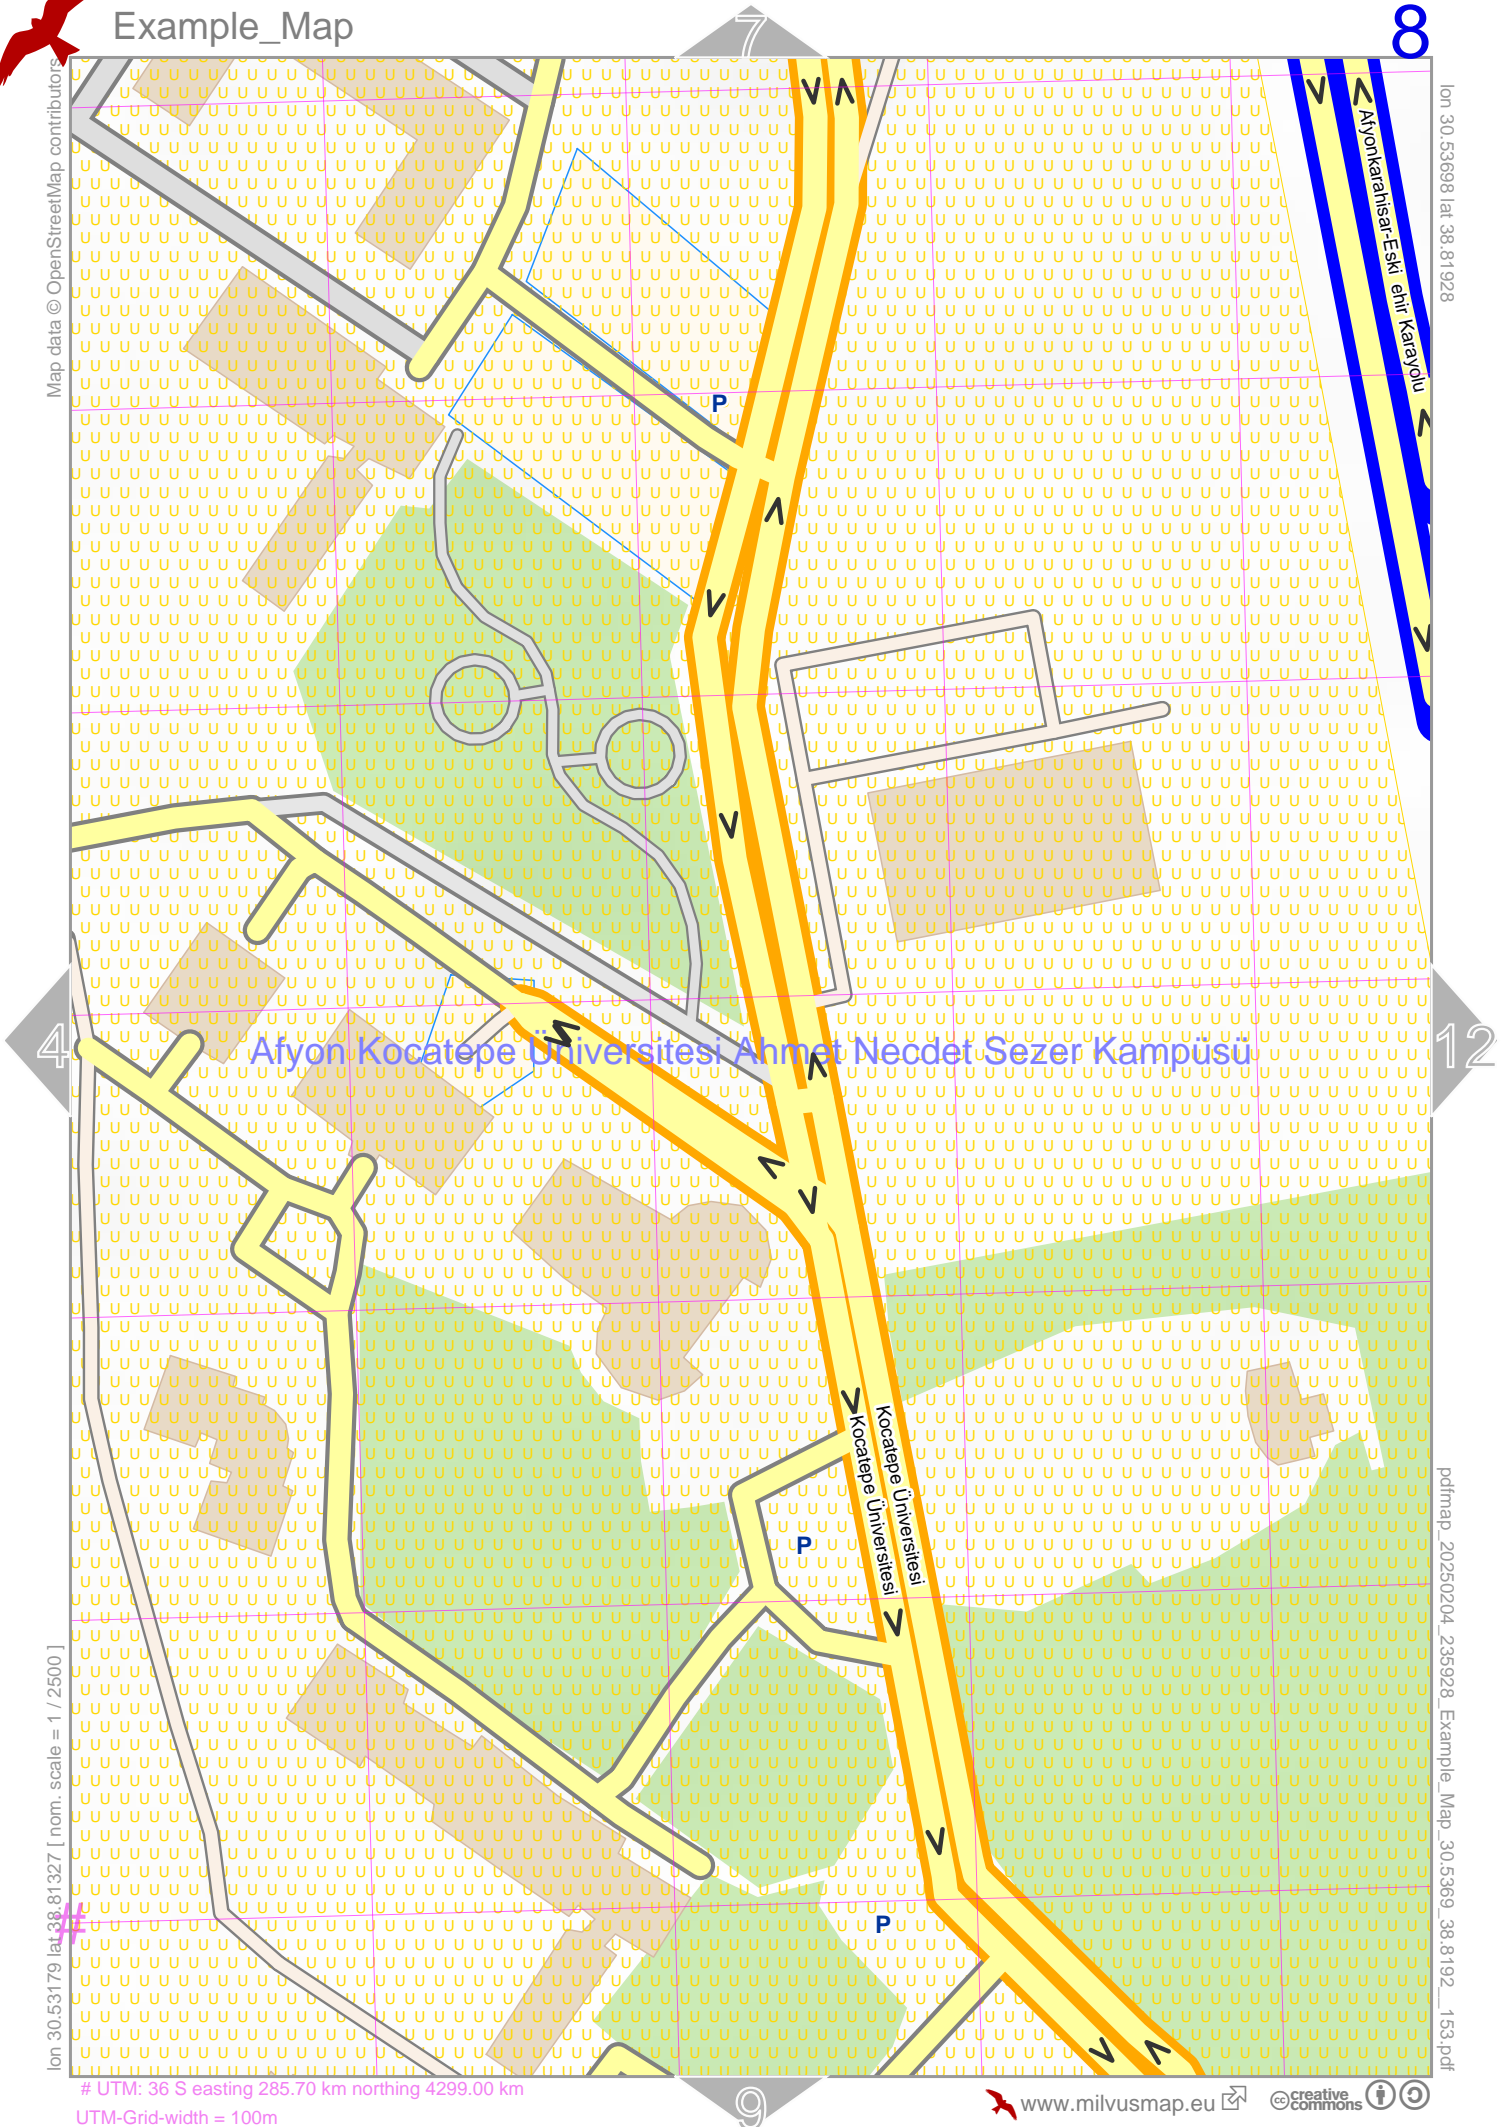 Example_Map
7
8
Map data © OpenStreetMap contributors
lon 30.53698 lat 38.81928
Afyonkarahisar-Eski ehir Karayolu
P
4
Afyon Kocatepe Üniversitesi Ahmet Necdet Sezer Kampüsü
12
Kocatepe Üniversitesi
Kocatepe Üniversitesi
P
P
lon 30.53179 lat 38.81327 [ nom. scale = 1 / 2500 ]
pdfmap_20250204_235928_Example_Map_30.5369_38.8192__153.pdf
#
# UTM: 36 S easting 285.70 km northing 4299.00 km
UTM-Grid-width = 100m
9
www.milvusmap.eu
cc creative commons